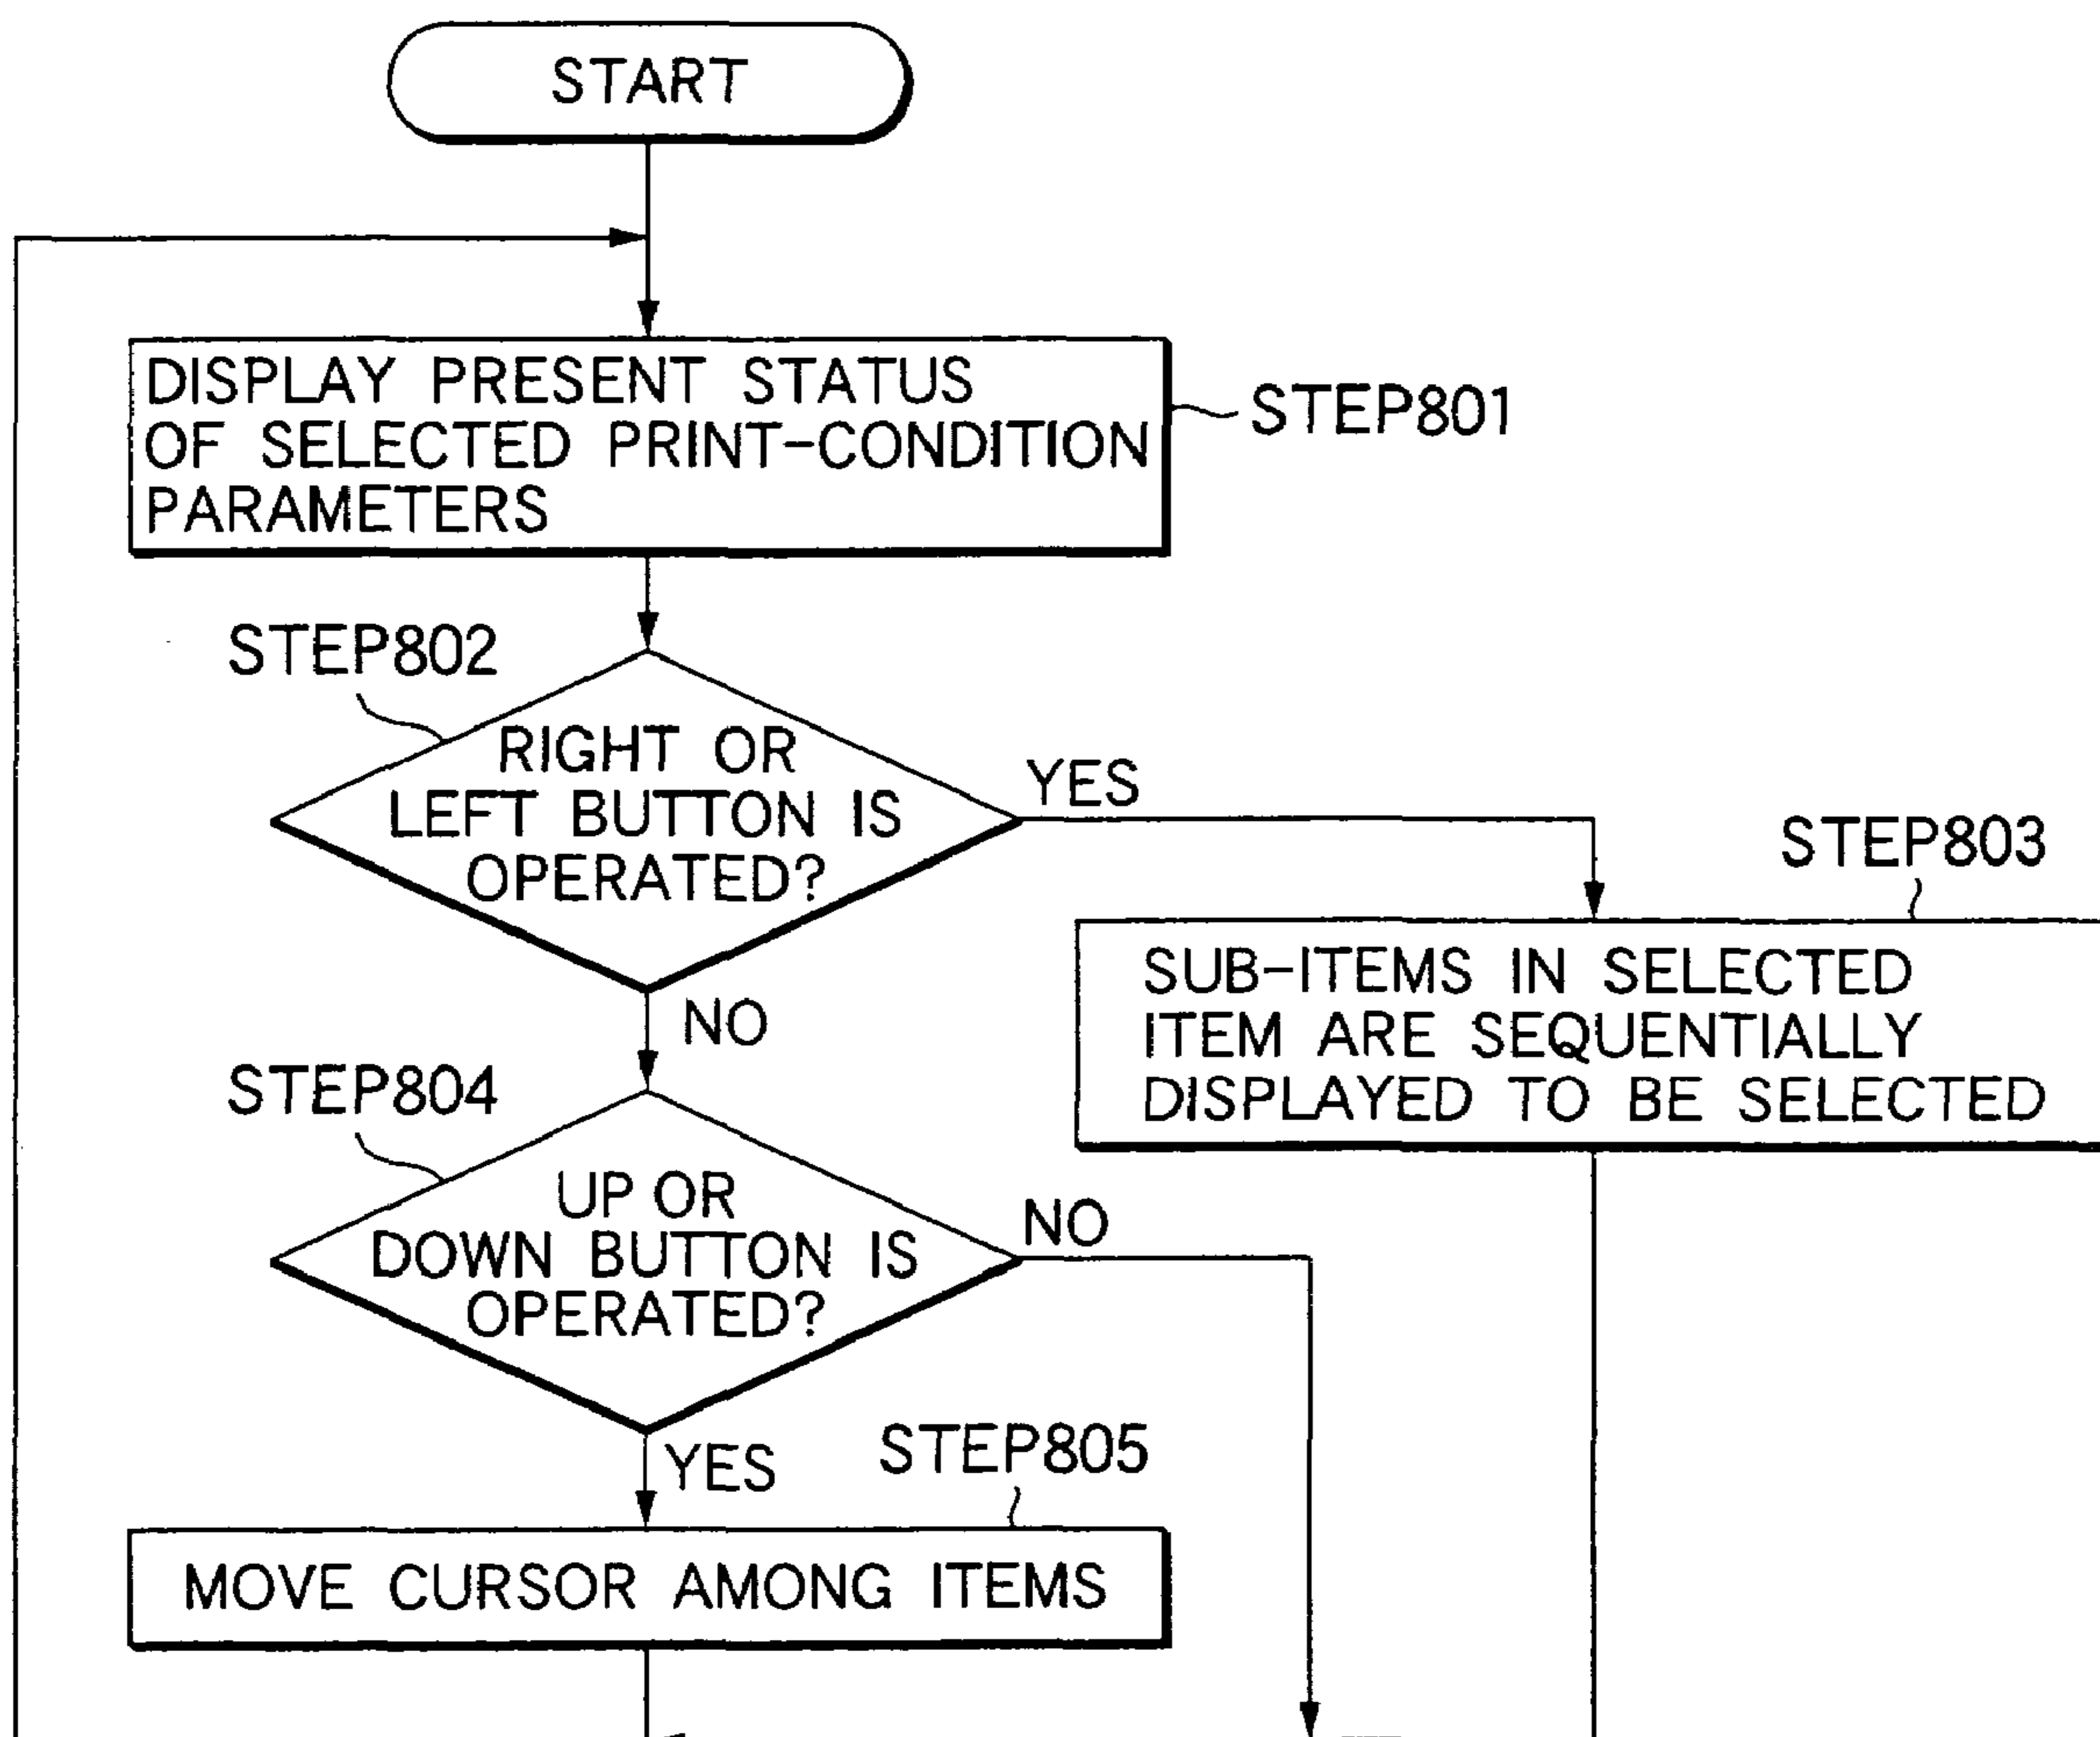 START
DISPLAY PRESENT STATUS
OF SELECTED PRINT-CONDITION
PARAMETERS
STEP801
STEP802
RIGHT OR
LEFT BUTTON IS
OPERATED?
YES
NO
STEP803
SUB-ITEMS IN SELECTED
ITEM ARE SEQUENTIALLY
DISPLAYED TO BE SELECTED
STEP804
UP OR
DOWN BUTTON IS
OPERATED?
NO
YES
STEP805
MOVE CURSOR AMONG ITEMS